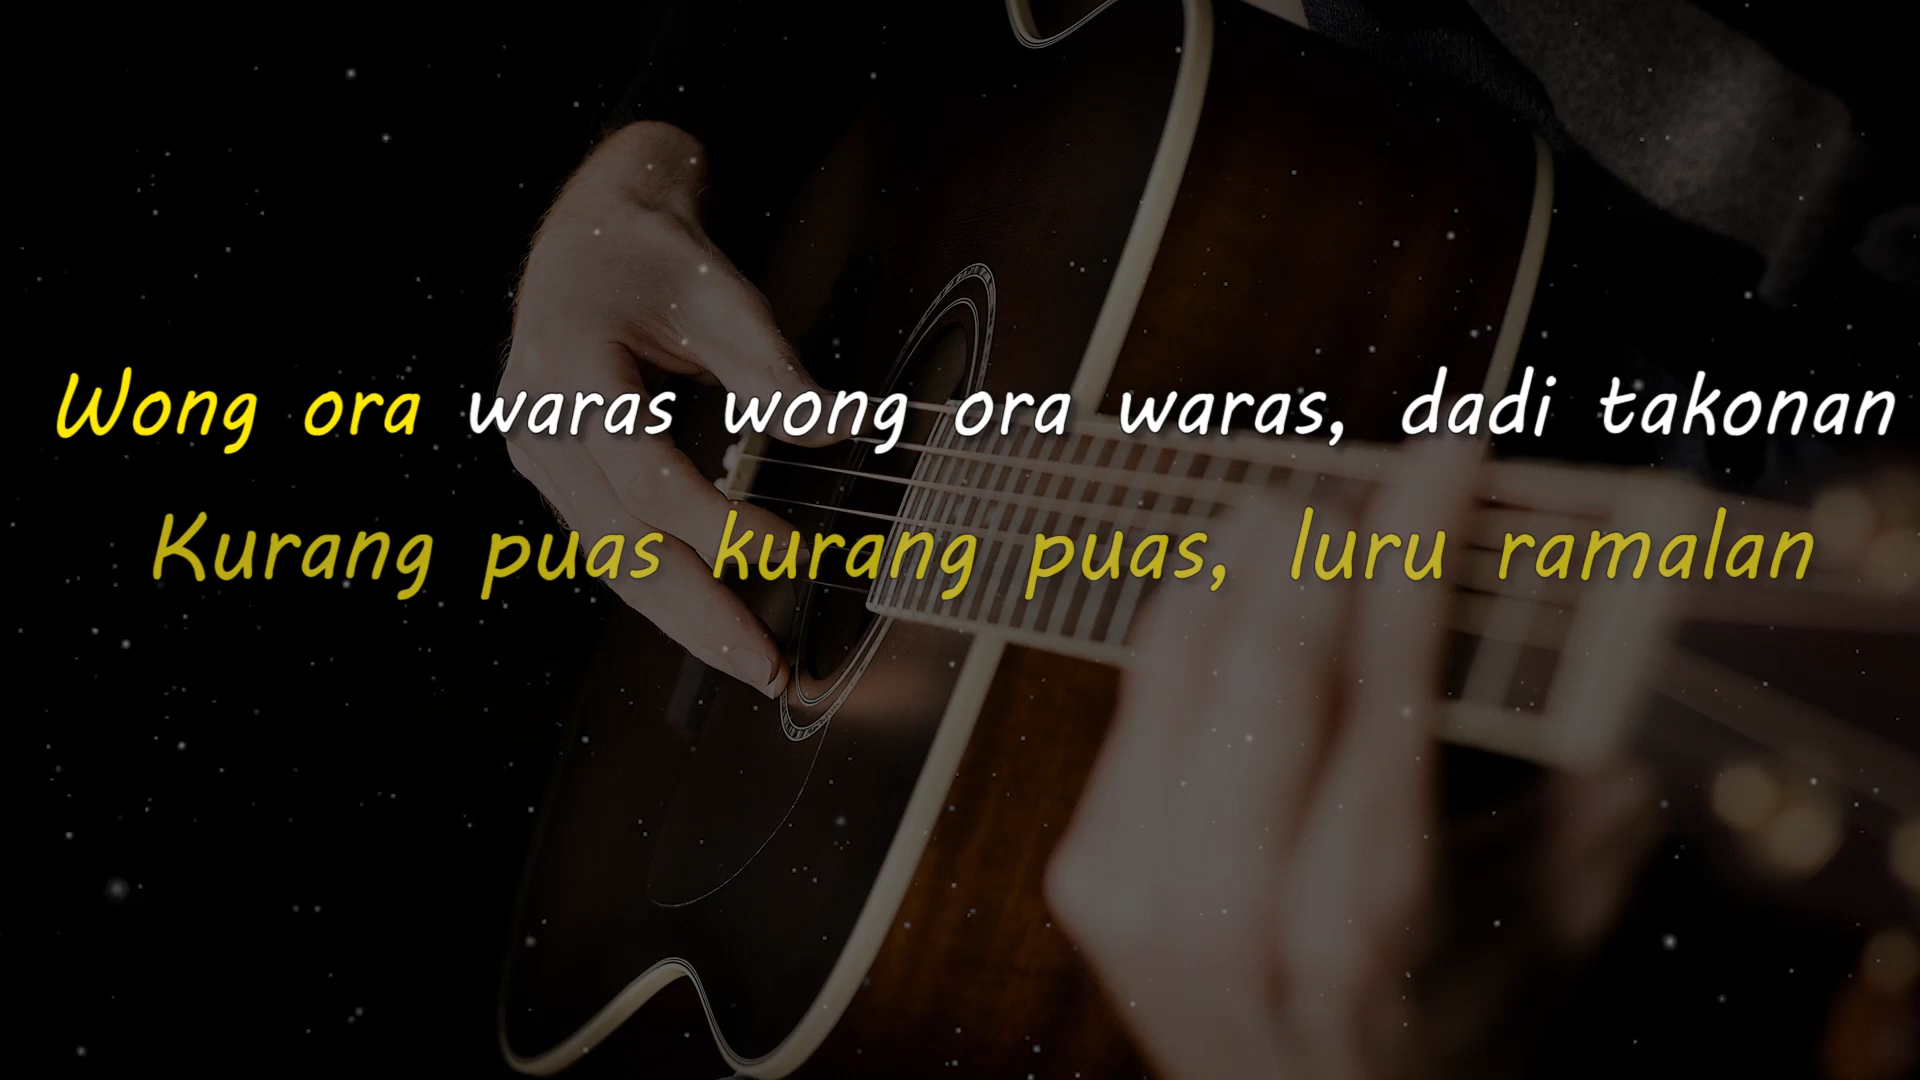 Wong ora waras wong ora waras, dadi takonan
Kurang puas kurang puas, luru ramalan